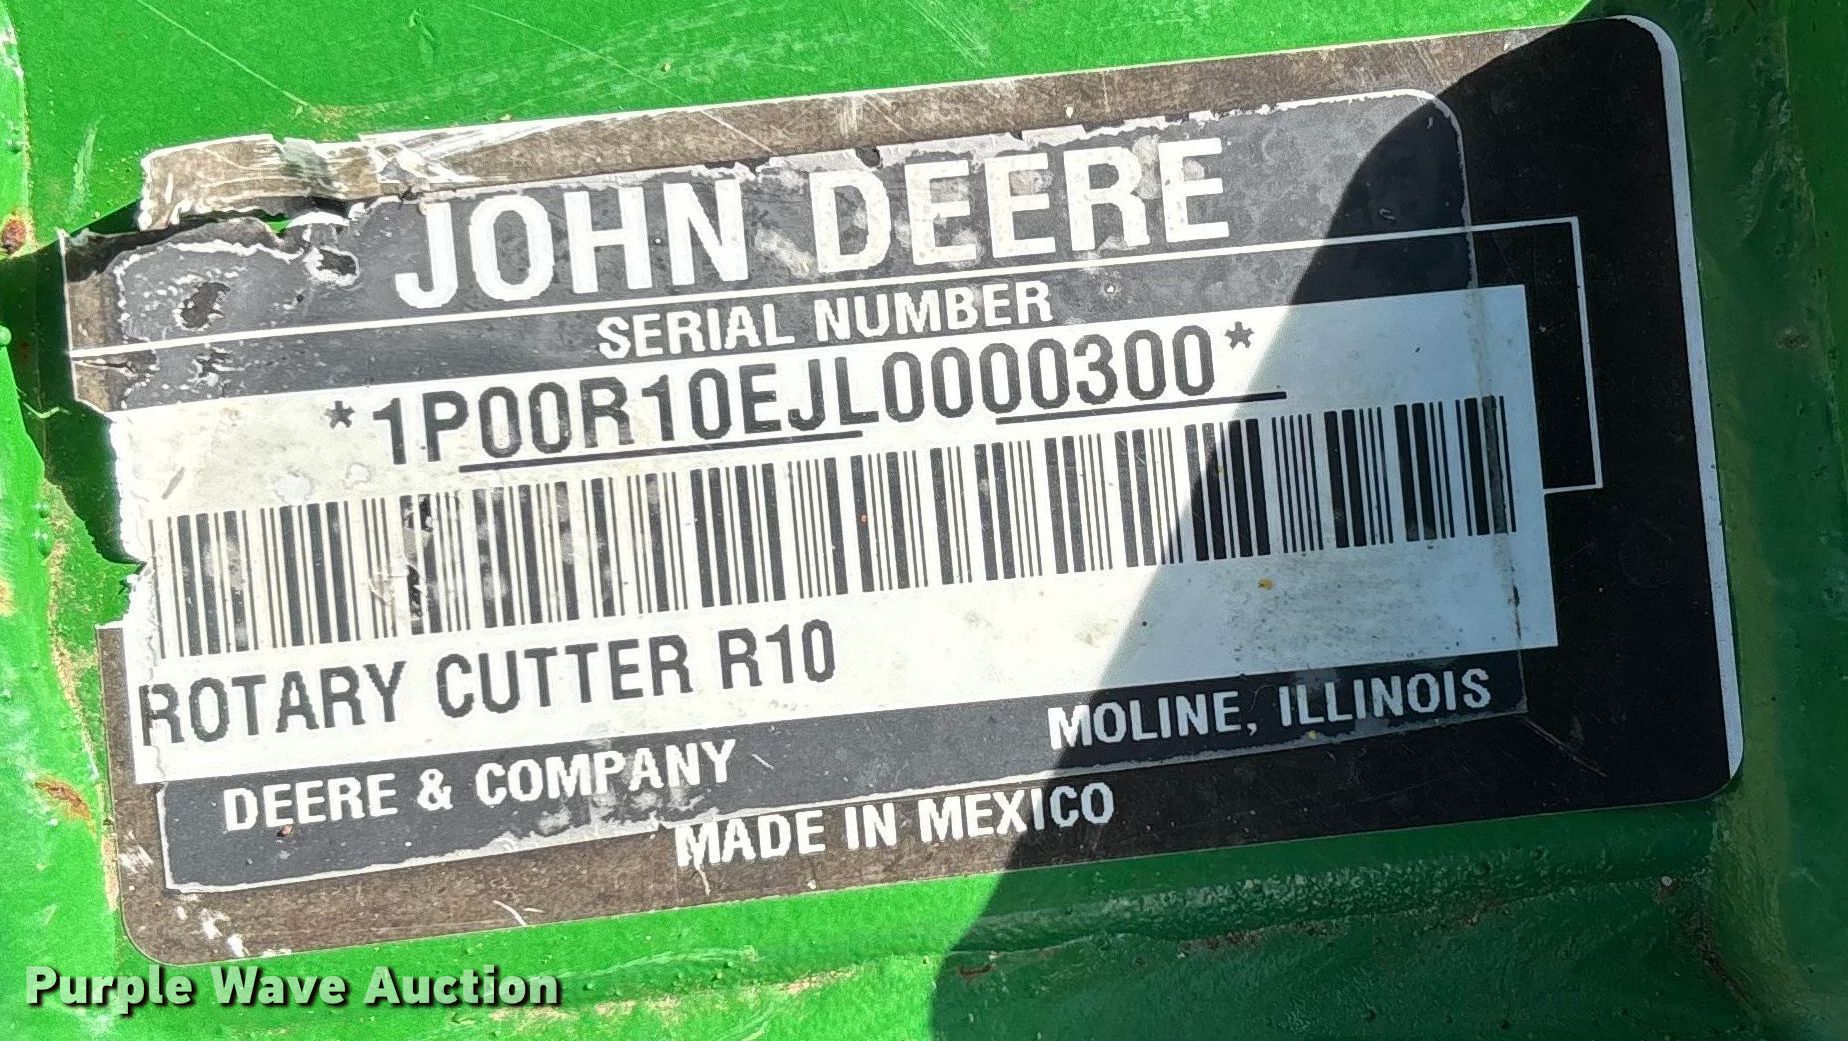 JOHN DEERE
SERIAL NUMBER
*1P00R10EJL0000300*
ROTARY CUTTER R10
DEERE & COMPANY MOLINE, ILLINOIS
MADE IN MEXICO
Purple Wave Auction